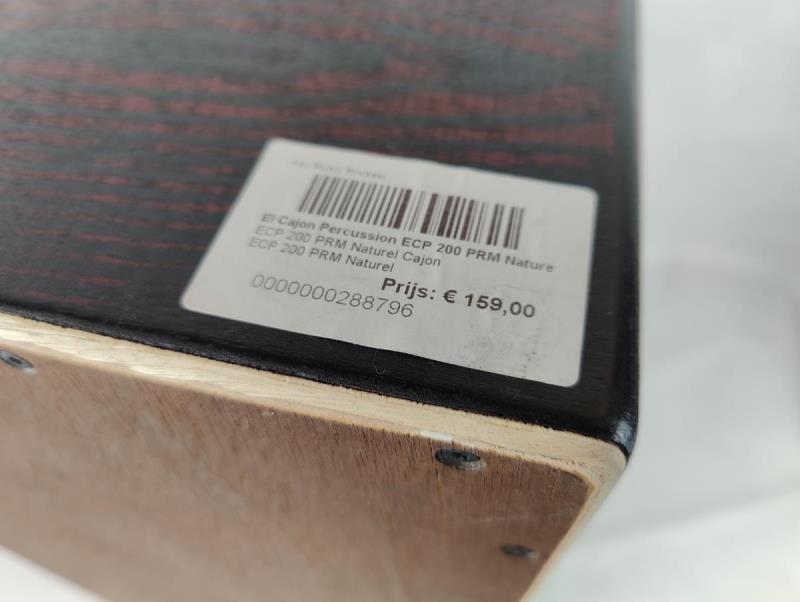 El Cajon Percussion ECP 200 PRM Nature
ECP 200 PRM Naturel Cajon
ECP 200 PRM Naturel
Prijs: € 159,00
0000000288796